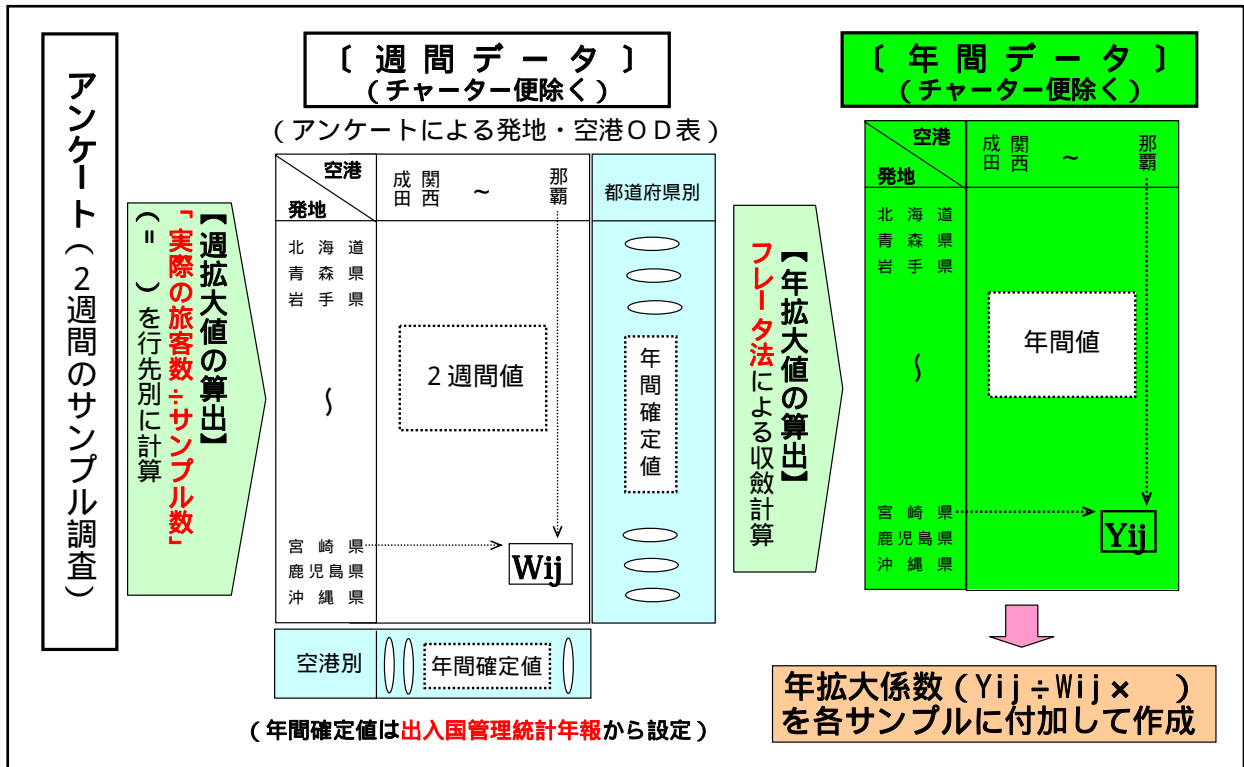 アンケート(2週間のサンプル調査)
【週拡大値の算出】
「実際の旅客数÷サンプル数」
(= )を行先別に計算
〔週間データ〕
(チャーター便除く)
(アンケートによる発地・空港OD表)
空港
発地
成田
関西
~
那覇
都道府県別
北海道
青森県
岩手県
~
2週間値
年間確定値
宮崎県
鹿児島県
沖縄県
Wij
空港別
年間確定値
(年間確定値は出入国管理統計年報から設定)
【年拡大値の算出】
フレータ法による収斂計算
〔年間データ〕
(チャーター便除く)
空港
発地
成田
関西
~
那覇
北海道
青森県
岩手県
~
年間値
宮崎県
鹿児島県
沖縄県
Yij
年拡大係数(Yij÷Wij× )
を各サンプルに付加して作成